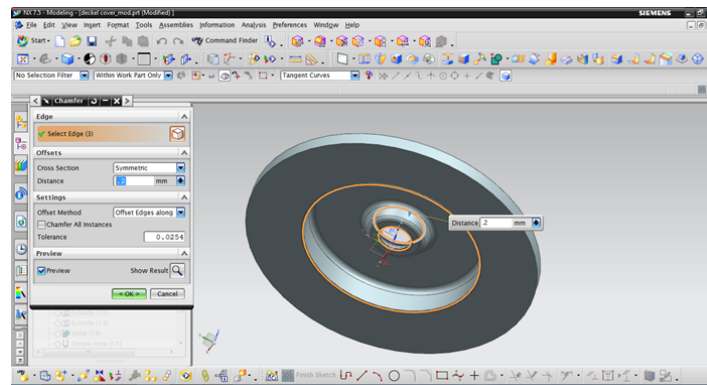 NX 7.5 - Modeling - [deckel cover_mod.prt (Modified) ]
SIEMENS
File Edit View Insert Format Tools Assemblies Information Analysis Preferences Window Help
Start
Command Finder
No Selection Filter
Within Work Part Only
Tangent Curves
Chamfer
Edge
Select Edge (3)
Offsets
Cross Section
Symmetric
Distance
.2
mm
Settings
Offset Method
Offset Edges along
Chamfer All Instances
Tolerance
0.0254
Preview
Preview
Show Result
<OK>
Cancel
Distance
.2
mm
Finish Sketch